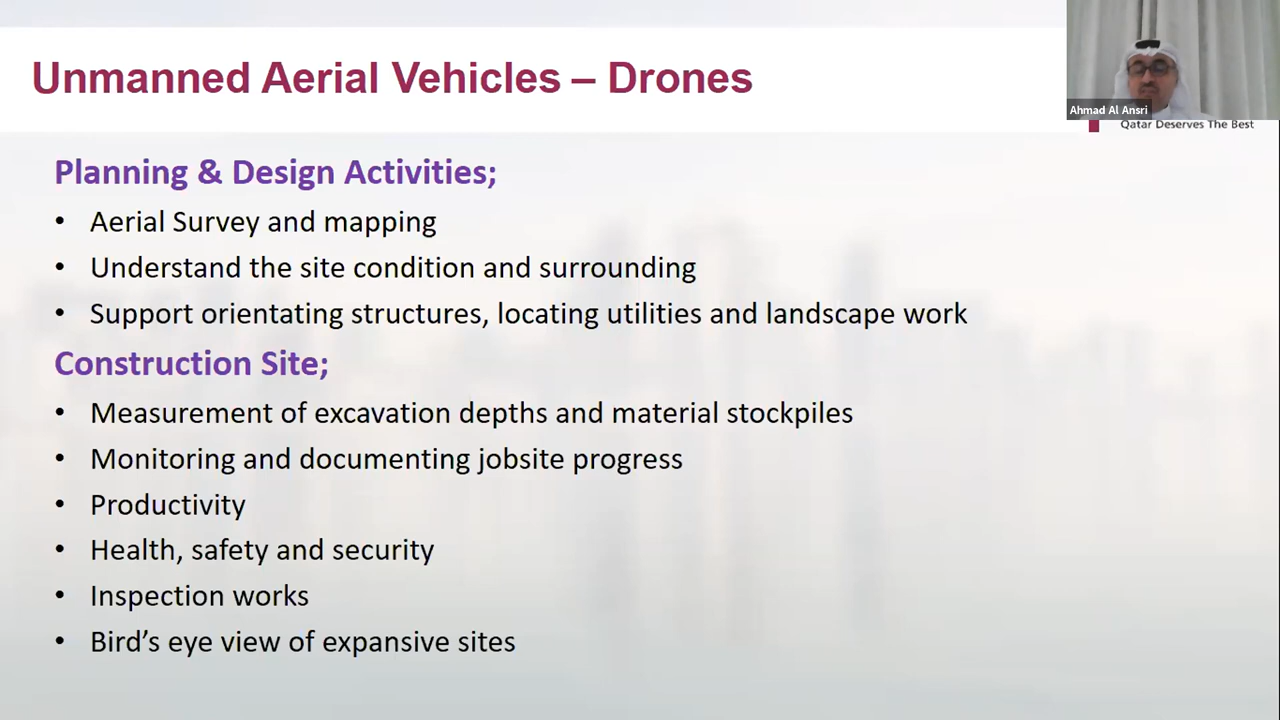 Unmanned Aerial Vehicles – Drones
Ahmad Al Ansri
Qatar Deserves The Best
Planning & Design Activities;
• Aerial Survey and mapping
• Understand the site condition and surrounding
• Support orientating structures, locating utilities and landscape work
Construction Site;
• Measurement of excavation depths and material stockpiles
• Monitoring and documenting jobsite progress
• Productivity
• Health, safety and security
• Inspection works
• Bird’s eye view of expansive sites